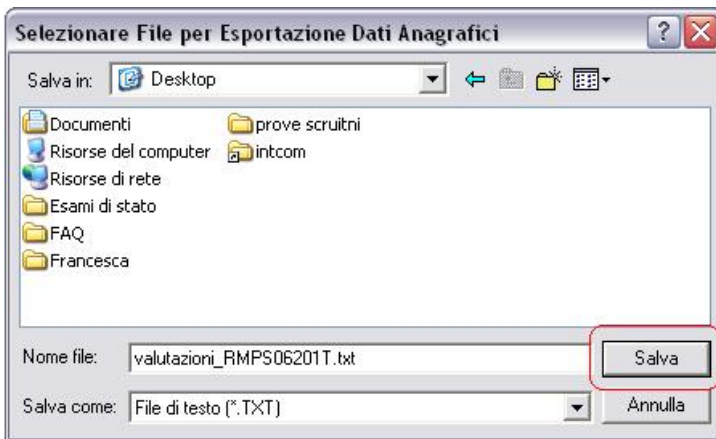 Selezionare File per Esportazione Dati Anagrafici
Salva in: Desktop
Documenti
Risorse del computer
Risorse di rete
Esami di stato
FAQ
Francesca
prove scruitni
intcom
Nome file: valutazioni_RMPS06201T.txt Salva
Salva come: File di testo (*.TXT) Annulla